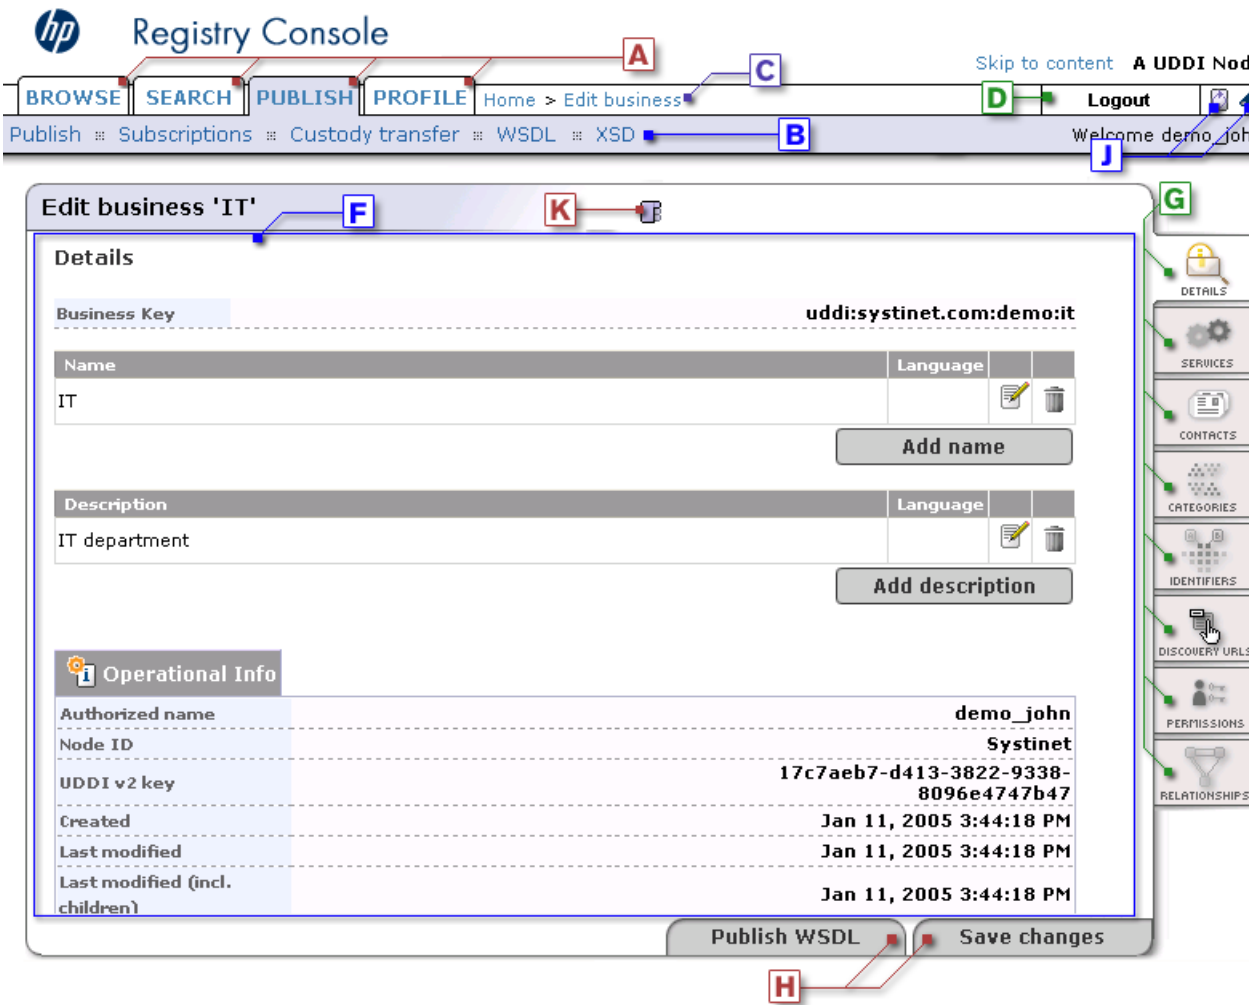 hp Registry Console
A
C
Skip to content A UDDI Nod
BROWSE SEARCH PUBLISH PROFILE Home > Edit business
D Logout
Publish Subscriptions Custody transfer WSDL XSD
B
Welcome demo_joh
J
Edit business 'IT'
F
K
G
Details
Business Key uddi:systinet.com:demo:it
Name Language
IT
Add name
Description Language
IT department
Add description
Operational Info
Authorized name demo_john
Node ID Systinet
UDDI v2 key 17c7aeb7-d413-3822-9338-
8096e4747b47
Created Jan 11, 2005 3:44:18 PM
Last modified Jan 11, 2005 3:44:18 PM
Last modified (incl.
children) Jan 11, 2005 3:44:18 PM
DETAILS
SERVICES
CONTACTS
CATEGORIES
IDENTIFIERS
DISCOVERY URLS
PERMISSIONS
RELATIONSHIPS
Publish WSDL Save changes
H